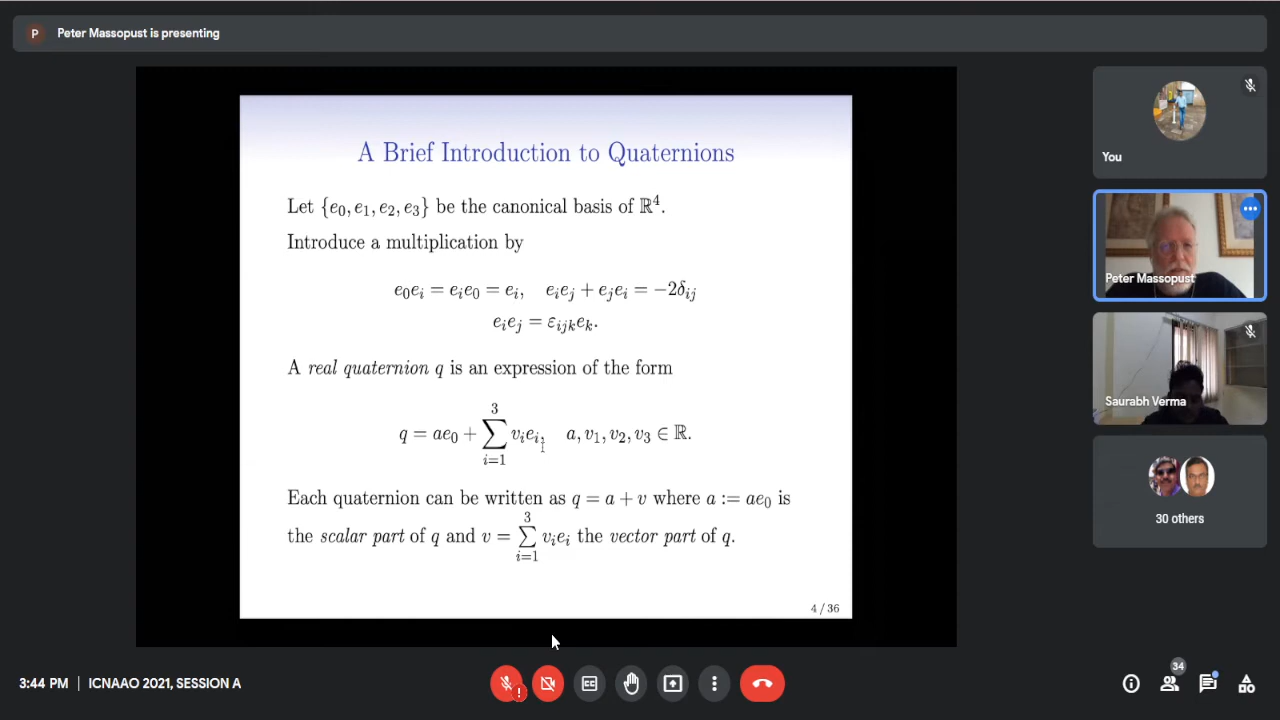 P Peter Massopust is presenting
A Brief Introduction to Quaternions
Let {e₀, e₁, e₂, e₃} be the canonical basis of ℝ⁴.
Introduce a multiplication by
e₀eᵢ = eᵢe₀ = eᵢ,   eᵢeⱼ + eⱼeᵢ = −2δᵢⱼ
eᵢeⱼ = εᵢⱼₖeₖ.
A real quaternion q is an expression of the form
q = ae₀ + ∑ᵢ₌₁³ vᵢeᵢ,   a, v₁, v₂, v₃ ∈ ℝ.
Each quaternion can be written as q = a + v where a := ae₀ is
the scalar part of q and v = ∑ᵢ₌₁³ vᵢeᵢ the vector part of q.
4 / 36
You
Peter Massopust
Saurabh Verma
30 others
3:44 PM | ICNAAO 2021, SESSION A
CC
34